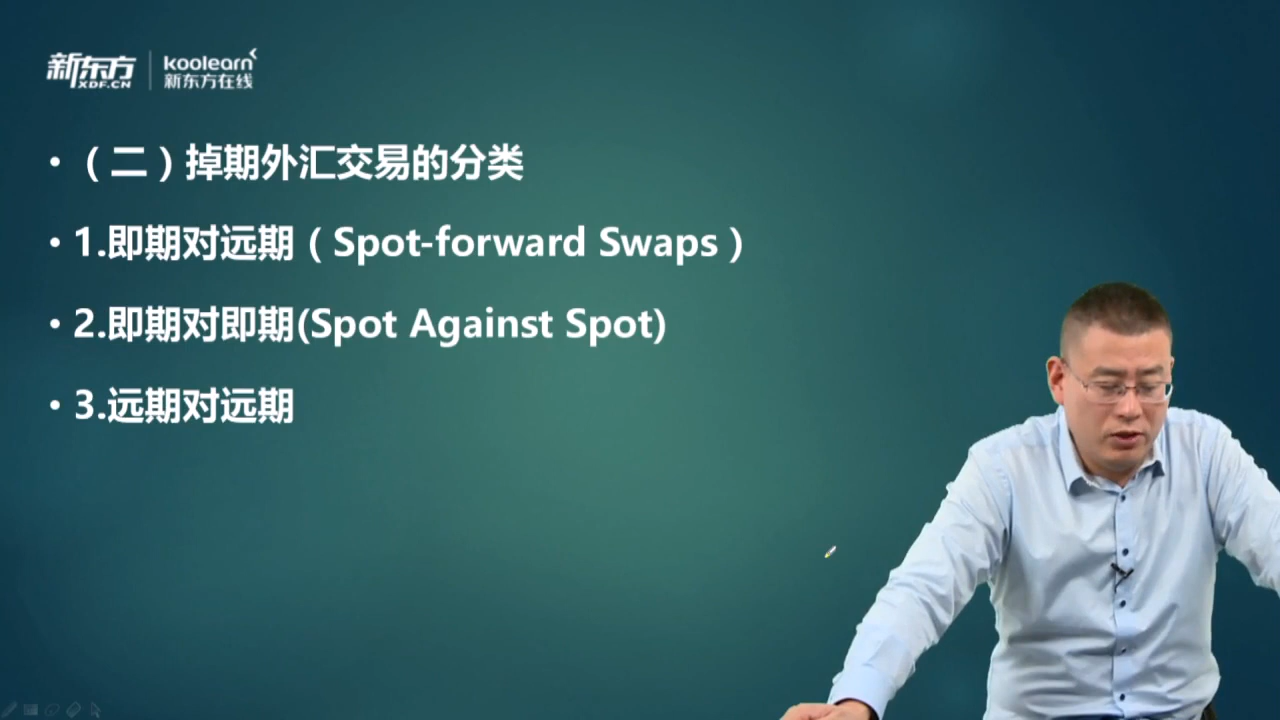 新东方 koolearn
XDF.CN 新东方在线
•（二）掉期外汇交易的分类
• 1.即期对远期（Spot-forward Swaps）
• 2.即期对即期(Spot Against Spot)
• 3.远期对远期